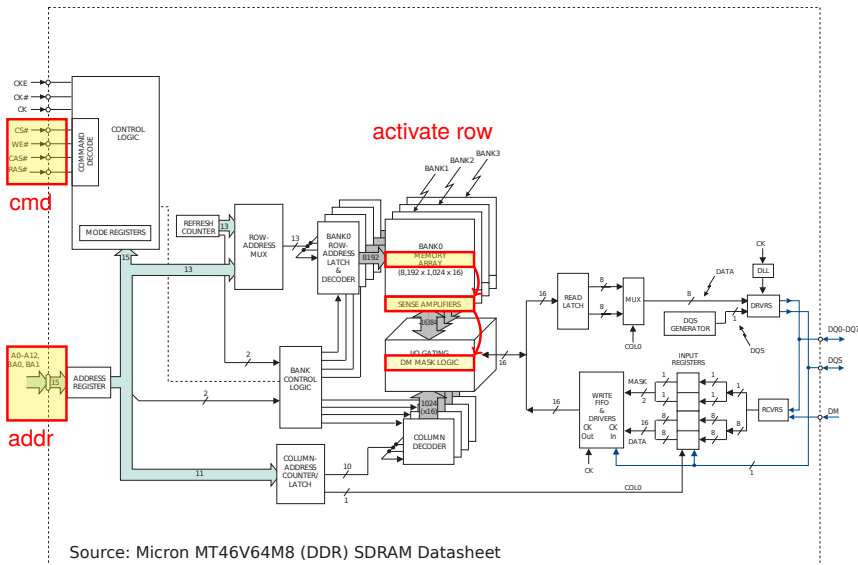 CKE
CK#
CK
CS#
WE#
CAS#
RAS#
cmd
COMMAND
DECODE
CONTROL
LOGIC
MODE REGISTERS
15
13
REFRESH
COUNTER
13
ROW-
ADDRESS
MUX
13
activate row
BANK3
BANK2
BANK1
BANK0
ROW-
ADDRESS
LATCH
&
DECODER
8192
BANK0
MEMORY
ARRAY
(8,192 x 1,024 x 16)
SENSE AMPLIFIERS
16384
I/O GATING
DM MASK LOGIC
16
2
2
BANK
CONTROL
LOGIC
A0-A12,
BA0, BA1
15
ADDRESS
REGISTER
addr
1024
(x16)
COLUMN
DECODER
11
COLUMN-
ADDRESS
COUNTER/
LATCH
10
1
COL0
16
READ
LATCH
8
8
MUX
COL0
8
DATA
CK
DLL
DRVRS
DQS
GENERATOR
1
DQS
DQ0-DQ7
DQS
DM
INPUT
REGISTERS
16
WRITE
FIFO
&
DRIVERS
CK
Out
CK
In
CK
MASK
2
16
DATA
1
1
8
8
1
1
8
8
1
8
RCVRS
1
Source: Micron MT46V64M8 (DDR) SDRAM Datasheet